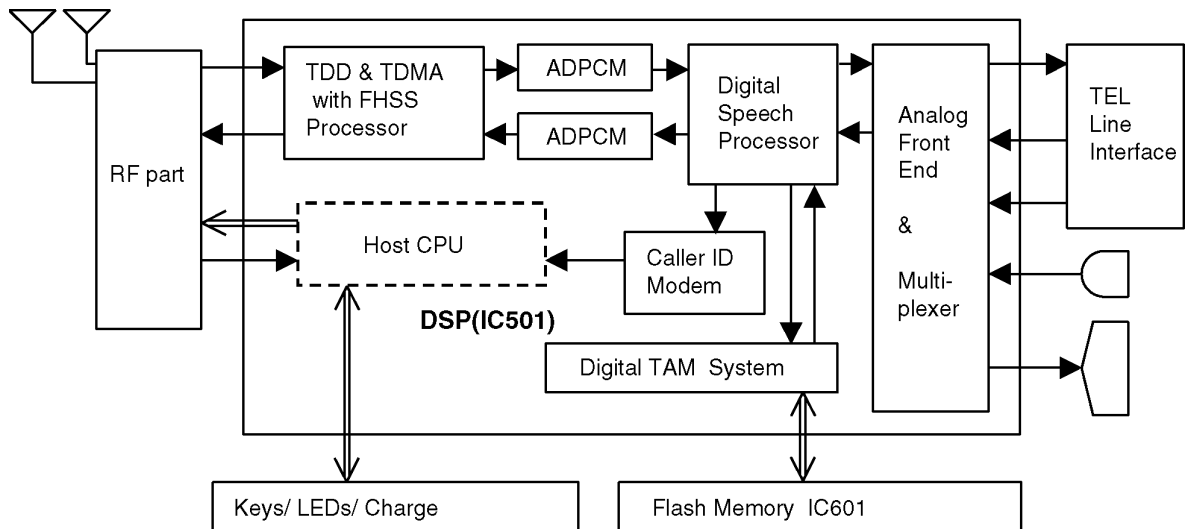 RF part
TDD & TDMA
with FHSS
Processor
ADPCM
ADPCM
Digital
Speech
Processor
Analog
Front
End
&
Multi-
plexer
TEL
Line
Interface
Host CPU
Caller ID
Modem
DSP(IC501)
Digital TAM System
Keys/ LEDs/ Charge
Flash Memory IC601